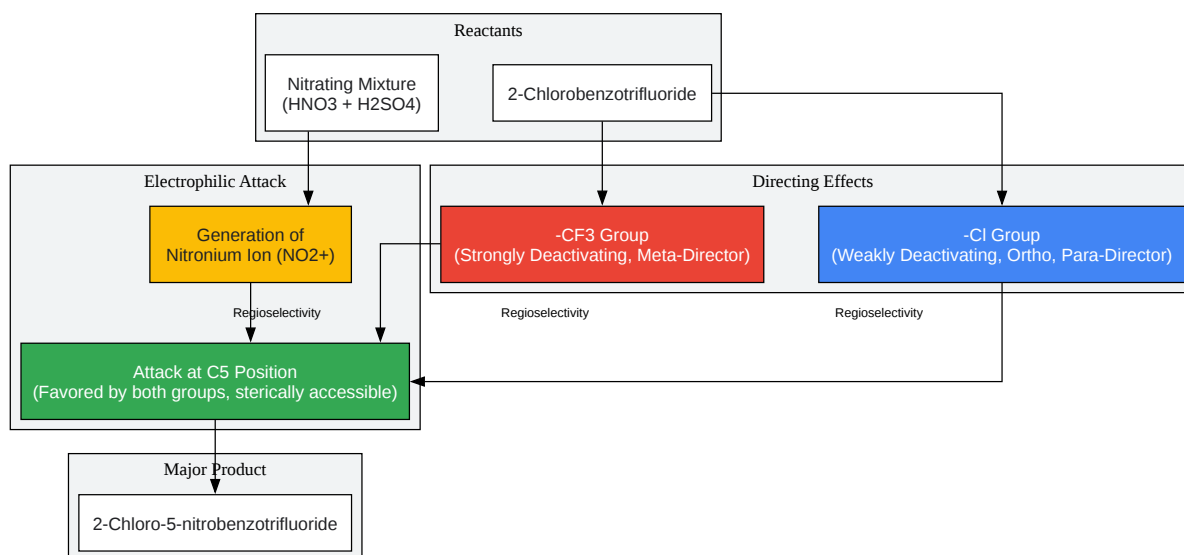 Reactants
Nitrating Mixture
(HNO3 + H2SO4)
2-Chlorobenzotrifluoride
Electrophilic Attack
Directing Effects
Generation of
Nitronium Ion (NO2+)
-CF3 Group
(Strongly Deactivating, Meta-Director)
-Cl Group
(Weakly Deactivating, Ortho, Para-Director)
Regioselectivity
Regioselectivity
Regioselectivity
Attack at C5 Position
(Favored by both groups, sterically accessible)
Major Product
2-Chloro-5-nitrobenzotrifluoride